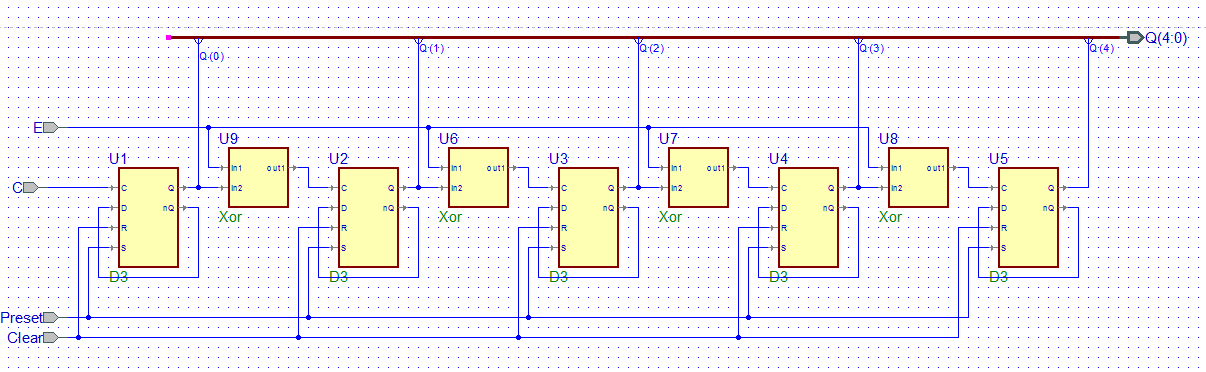 Q(0)
Q(1)
Q(2)
Q(3)
Q(4)
Q(4:0)
E
U9
U6
U7
U8
U1
U2
U3
U4
U5
in1 out1
in1 out1
in1 out1
in1 out1
C
C Q
in2
C Q
in2
C Q
in2
C Q
in2
C Q
D nQ
D nQ
D nQ
D nQ
D nQ
Xor
Xor
Xor
Xor
R
R
R
R
R
S
S
S
S
S
D3
D3
D3
D3
D3
Preset
Clear